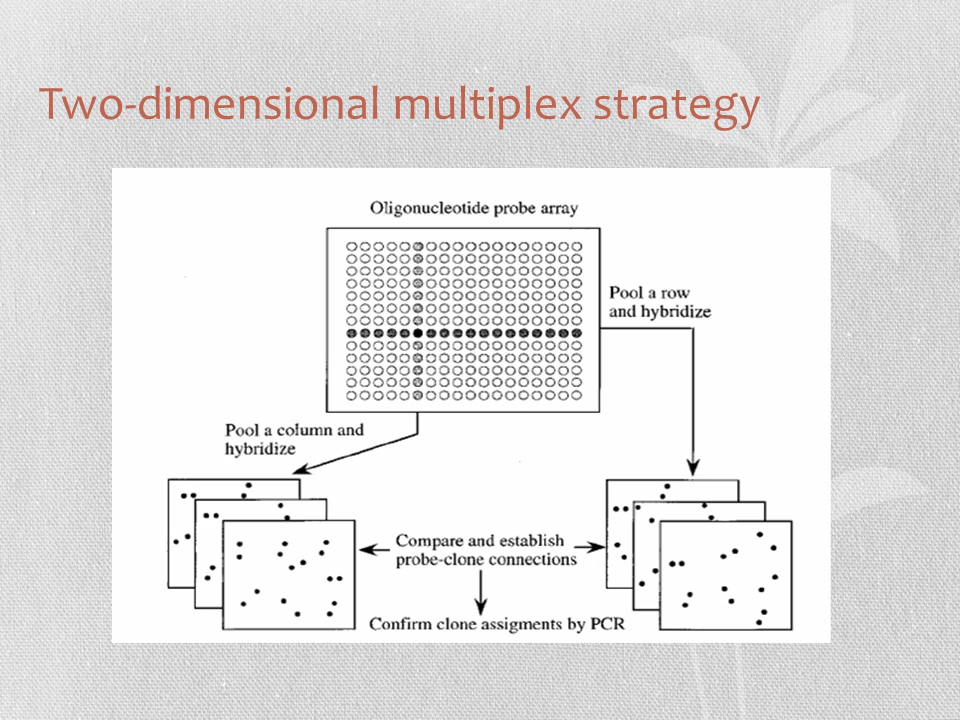 Two-dimensional multiplex strategy
Oligonucleotide probe array
Pool a row
and hybridize
Pool a column and
hybridize
Compare and establish
probe-clone connections
Confirm clone assigments by PCR